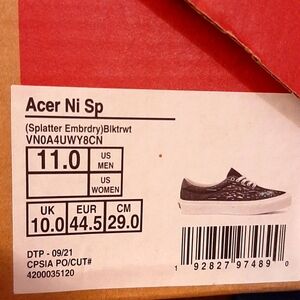 Acer Ni Sp
(Splatter Embrdry)Blktrwt
VN0A4UWY8CN
11.0 US MEN
US WOMEN
UK EUR CM
10.0 44.5 29.0
DTP - 09/21
CPSIA PO/CUT#
4200035120
1 92827 97489 0